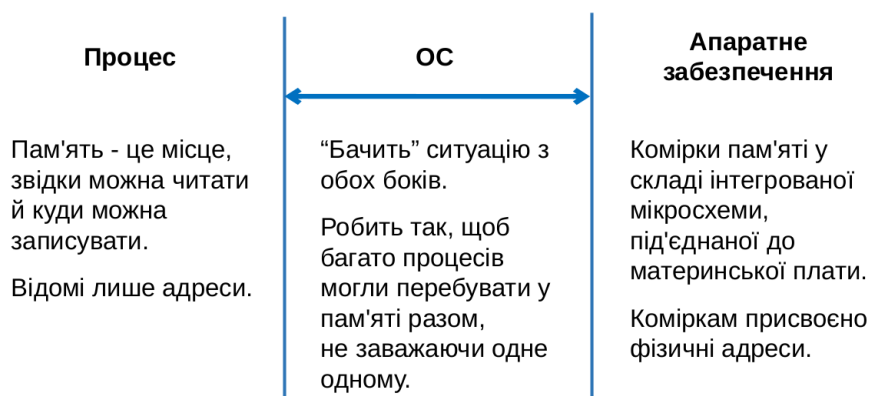 Процес
Пам'ять - це місце,
звідки можна читати
й куди можна
записувати.
Відомі лише адреси.
ОС
“Бачить” ситуацію з
обох боків.
Робить так, щоб
багато процесів
могли перебувати у
пам'яті разом,
не заважаючи одне
одному.
Апаратне
забезпечення
Комірки пам'яті у
складі інтегрованої
мікросхеми,
під'єднаної до
материнської плати.
Коміркам присвоєно
фізичні адреси.